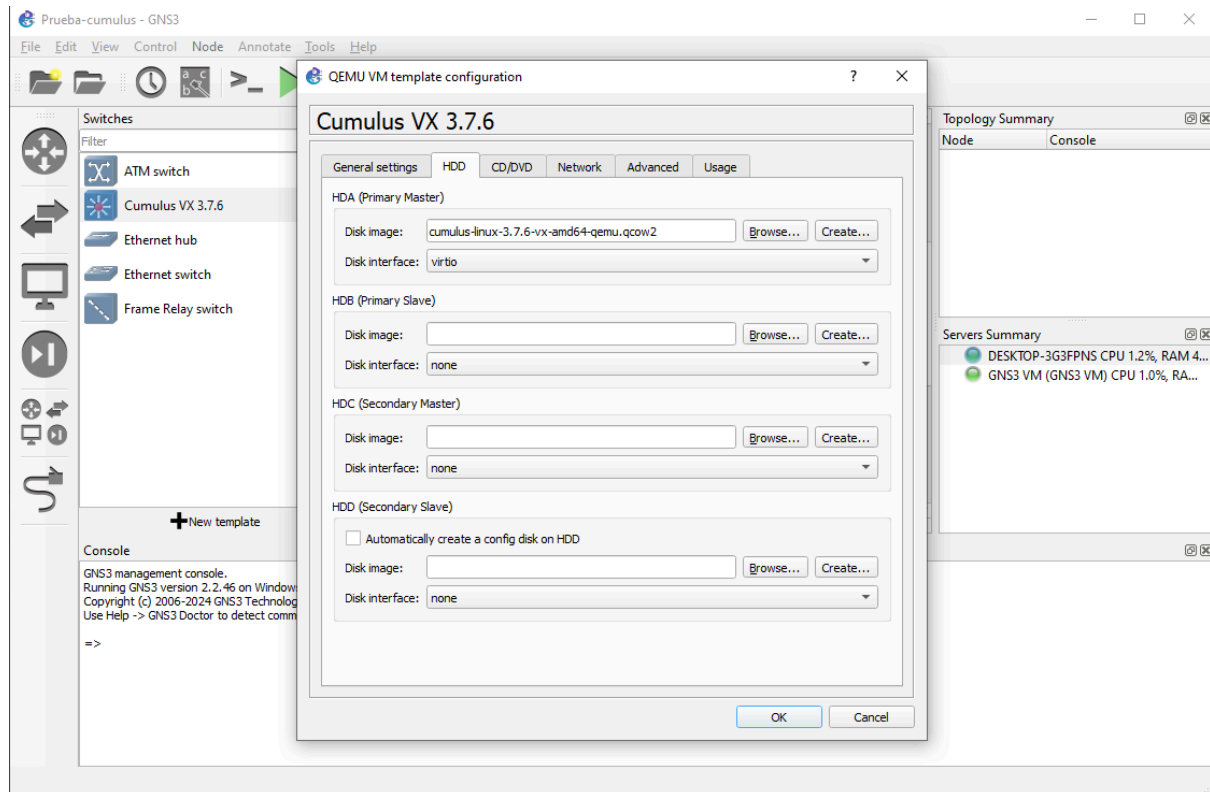 Prueba-cumulus - GNS3
File Edit View Control Node Annotate Tools Help
Switches
Filter
ATM switch
Cumulus VX 3.7.6
Ethernet hub
Ethernet switch
Frame Relay switch
New template
Console
GNS3 management console.
Running GNS3 version 2.2.46 on Window
Copyright (c) 2006-2024 GNS3 Technolog
Use Help -> GNS3 Doctor to detect comm
=>
QEMU VM template configuration
Cumulus VX 3.7.6
General settings HDD CD/DVD Network Advanced Usage
HDA (Primary Master)
Disk image: cumulus-linux-3.7.6-vx-amd64-qemu.qcow2 Browse... Create...
Disk interface: virtio
HDB (Primary Slave)
Disk image: Browse... Create...
Disk interface: none
HDC (Secondary Master)
Disk image: Browse... Create...
Disk interface: none
HDD (Secondary Slave)
Automatically create a config disk on HDD
Disk image: Browse... Create...
Disk interface: none
OK Cancel
Topology Summary
Node Console
Servers Summary
DESKTOP-3G3FPNS CPU 1.2%, RAM 4...
GNS3 VM (GNS3 VM) CPU 1.0%, RA...